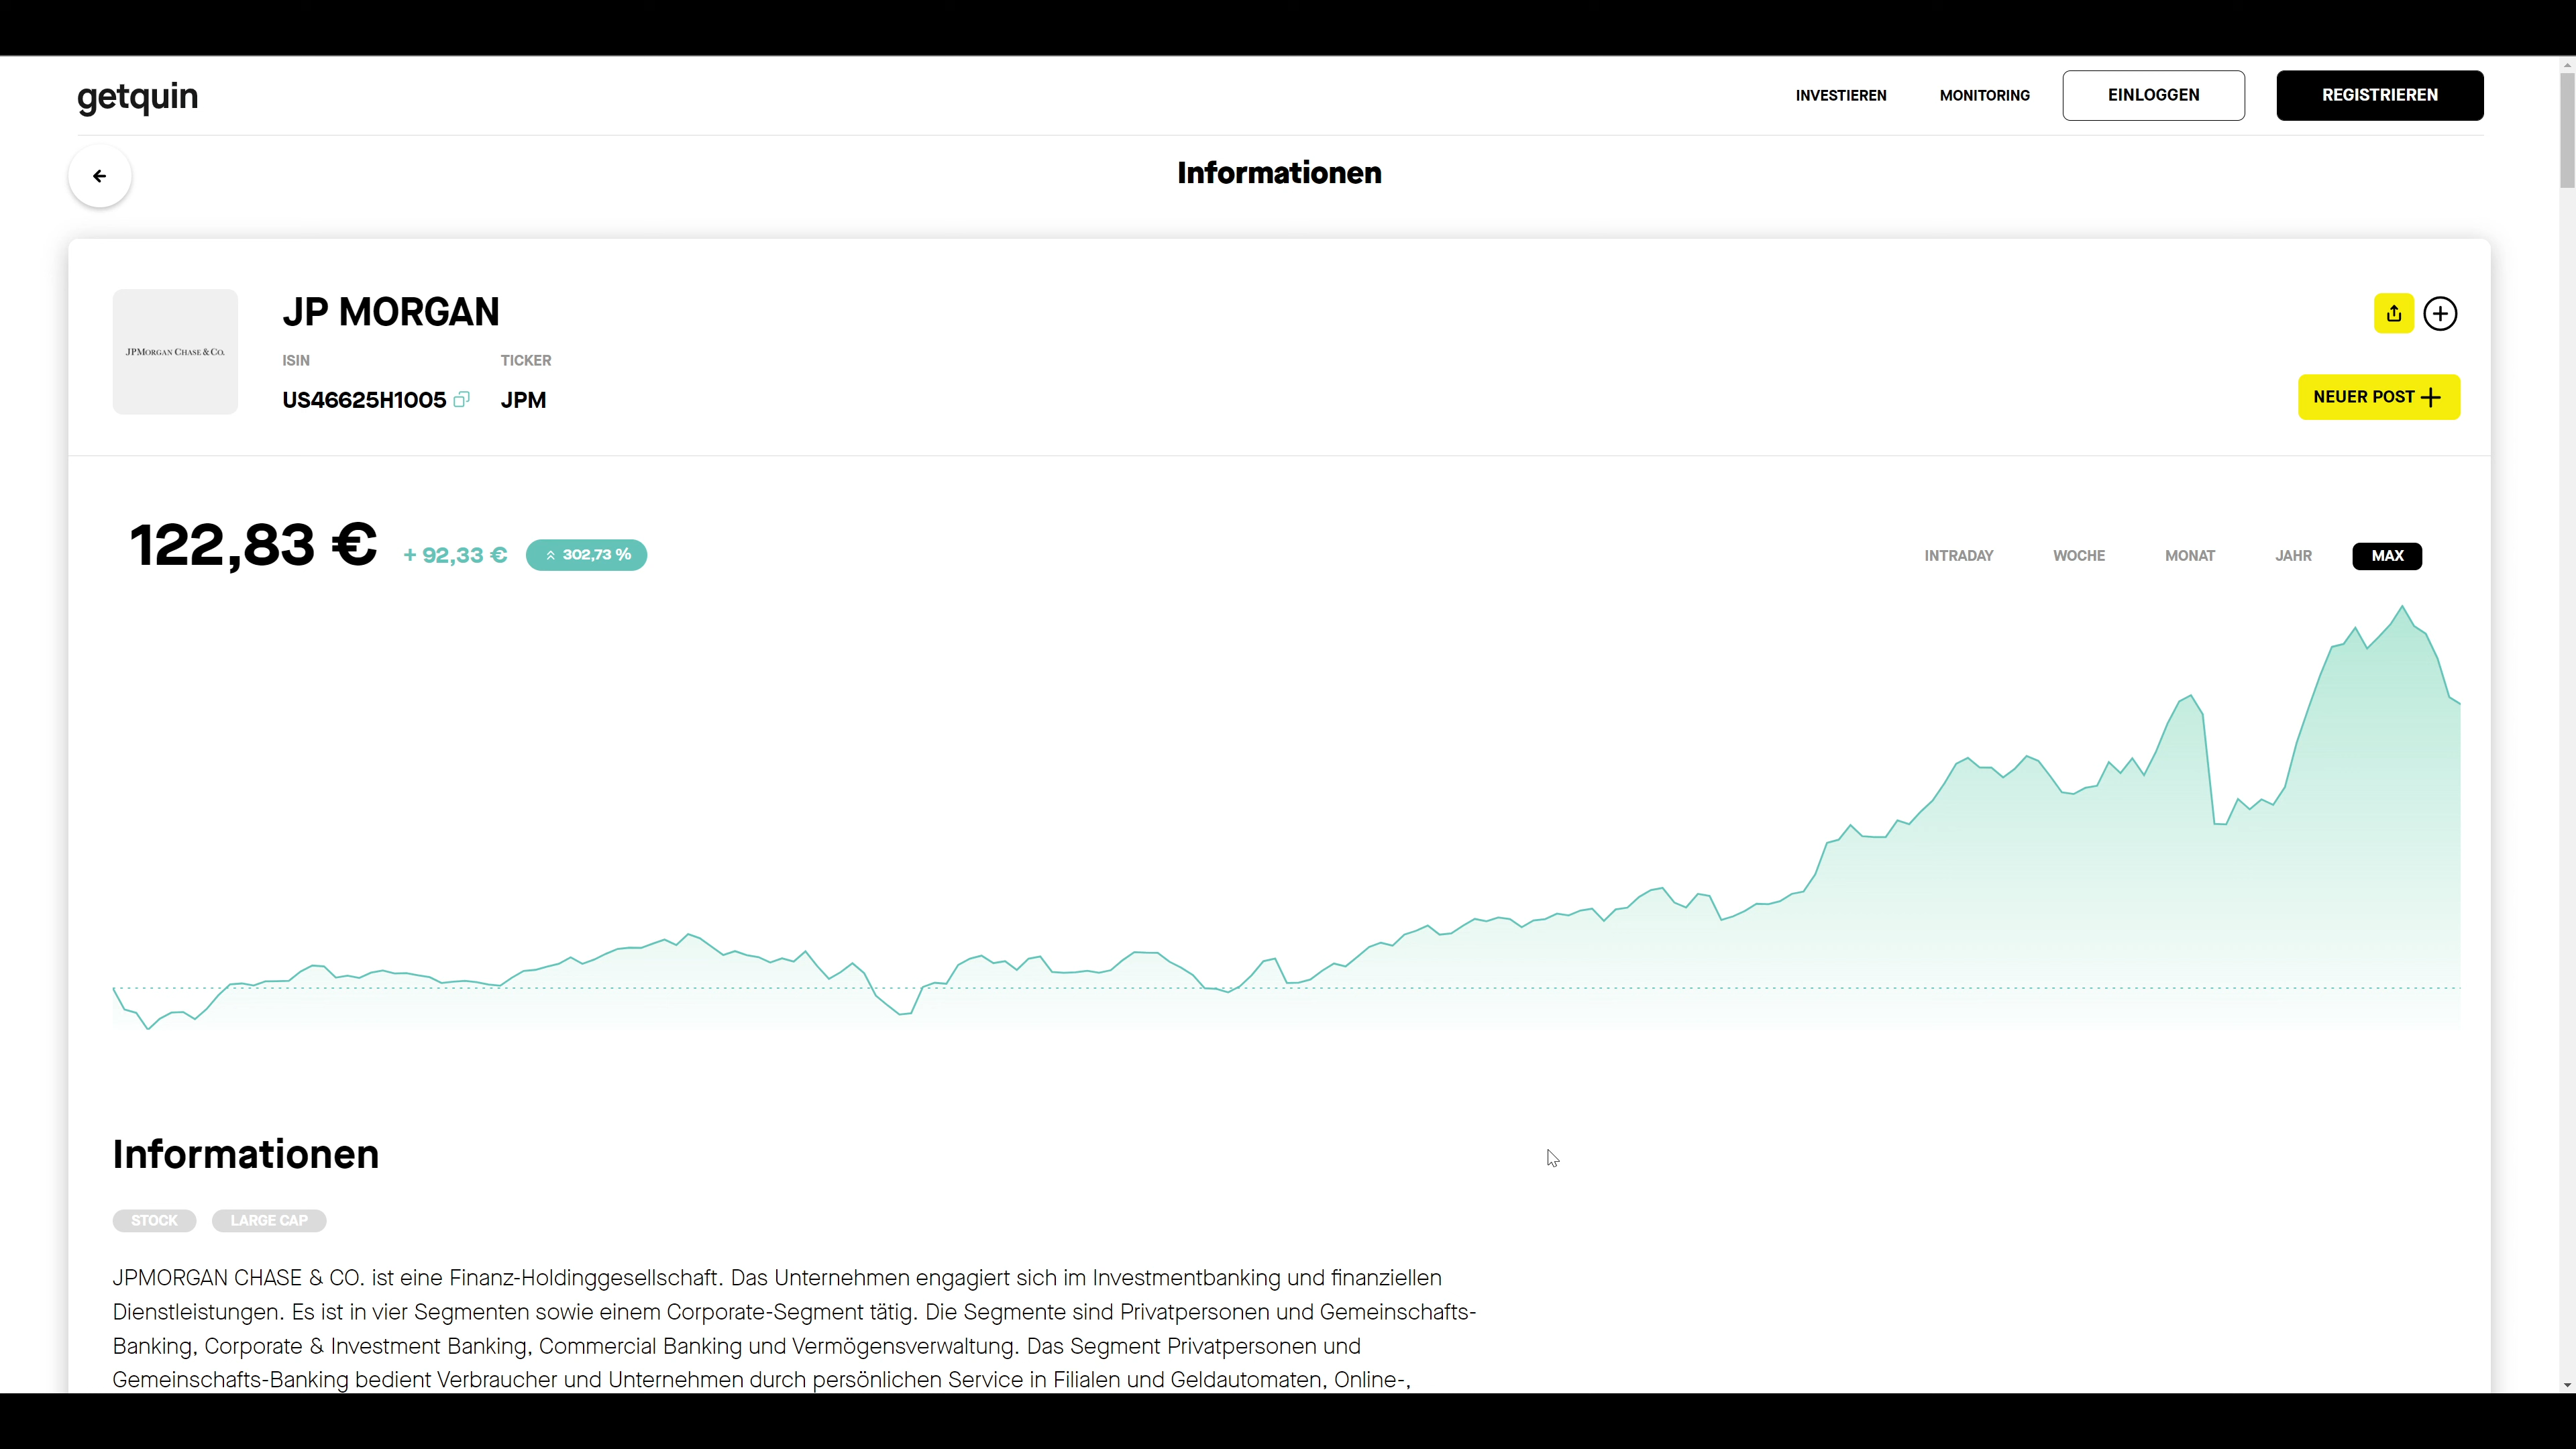 getquin
INVESTIEREN
MONITORING
EINLOGGEN
REGISTRIEREN
Informationen
JPMORGAN CHASE & CO.
JP MORGAN
ISIN
TICKER
US46625H1005
JPM
NEUER POST
122,83 €
+ 92,33 €
302,73 %
INTRADAY
WOCHE
MONAT
JAHR
MAX
Informationen
STOCK
LARGE CAP
JPMORGAN CHASE & CO. ist eine Finanz-Holdinggesellschaft. Das Unternehmen engagiert sich im Investmentbanking und finanziellen
Dienstleistungen. Es ist in vier Segmenten sowie einem Corporate-Segment tätig. Die Segmente sind Privatpersonen und Gemeinschafts-
Banking, Corporate & Investment Banking, Commercial Banking und Vermögensverwaltung. Das Segment Privatpersonen und
Gemeinschafts-Banking bedient Verbraucher und Unternehmen durch persönlichen Service in Filialen und Geldautomaten, Online-,